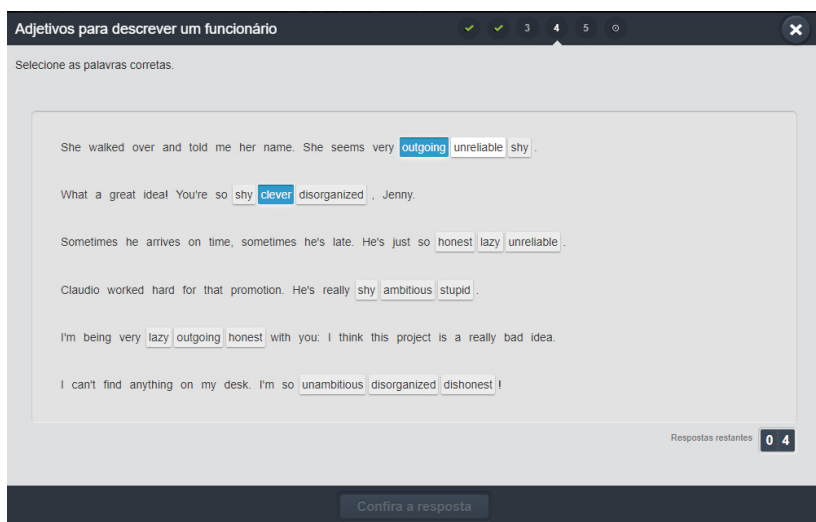 Adjetivos para descrever um funcionário 3 4 5
Selecione as palavras corretas.
She walked over and told me her name. She seems very outgoing unreliable shy .
What a great idea! You're so shy clever disorganized , Jenny.
Sometimes he arrives on time, sometimes he's late. He's just so honest lazy unreliable .
Claudio worked hard for that promotion. He's really shy ambitious stupid .
I'm being very lazy outgoing honest with you: I think this project is a really bad idea.
I can't find anything on my desk. I'm so unambitious disorganized dishonest !
Respostas restantes 0 4
Confira a resposta